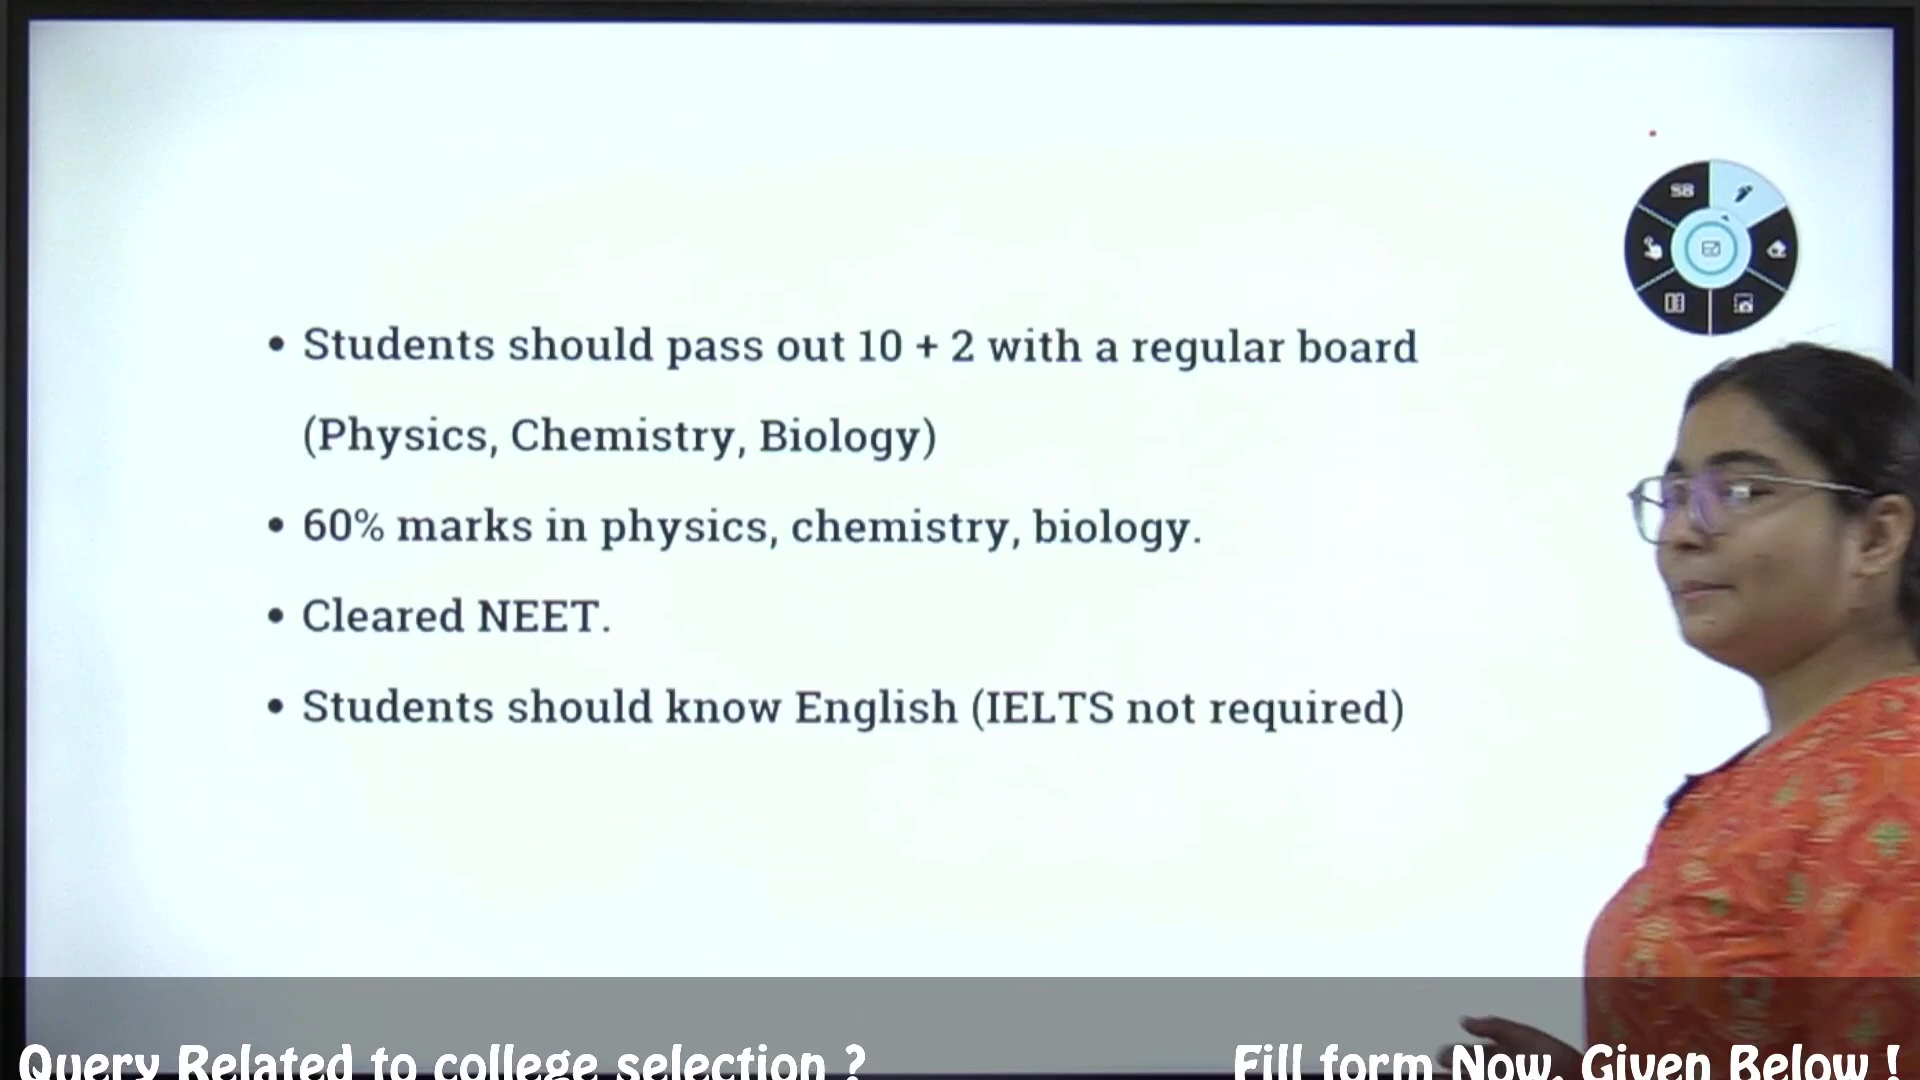 SB
• Students should pass out 10 + 2 with a regular board
(Physics, Chemistry, Biology)
• 60% marks in physics, chemistry, biology.
• Cleared NEET.
• Students should know English (IELTS not required)
Query Related to college selection ? Fill form Now, Given Below !